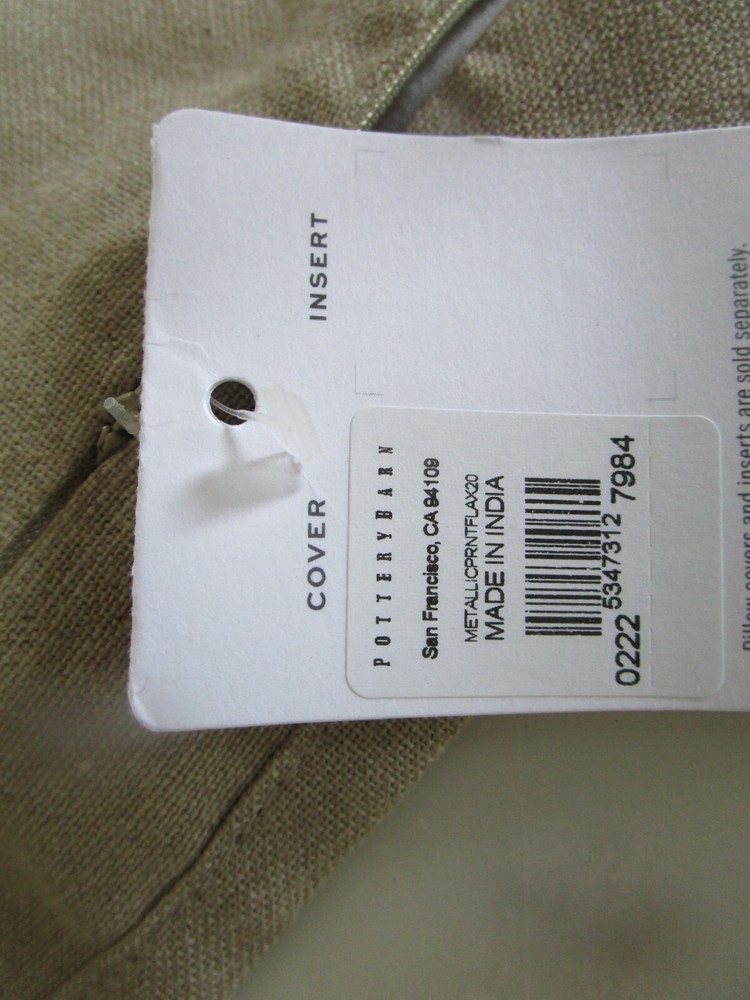 COVER
INSERT
POTTERYBARN
San Francisco, CA 94109
METALLICPRNTFLAX20
MADE IN INDIA
5347312
0222 7984
Pillow covers and inserts are sold separately.